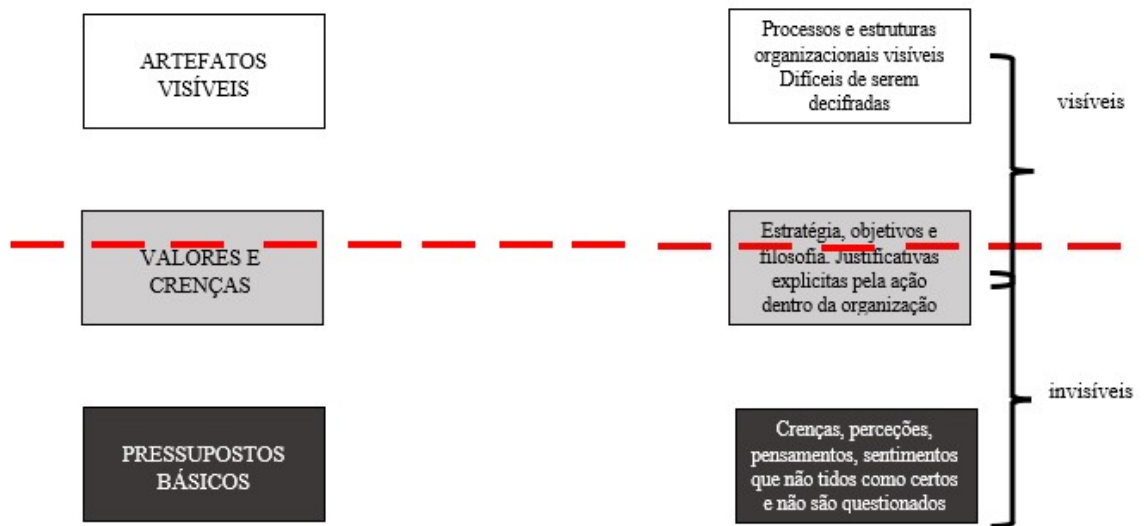 ARTEFATOS
VISÍVEIS
Processos e estruturas
organizacionais visíveis
Difíceis de serem
decifradas
visíveis
VALORES E
CRENÇAS
Estratégia, objetivos e
filosofia. Justificativas
explicitas pela ação
dentro da organização
invisíveis
PRESSUPOSTOS
BÁSICOS
Crenças, perceções,
pensamentos, sentimentos
que não tidos como certos
e não são questionados